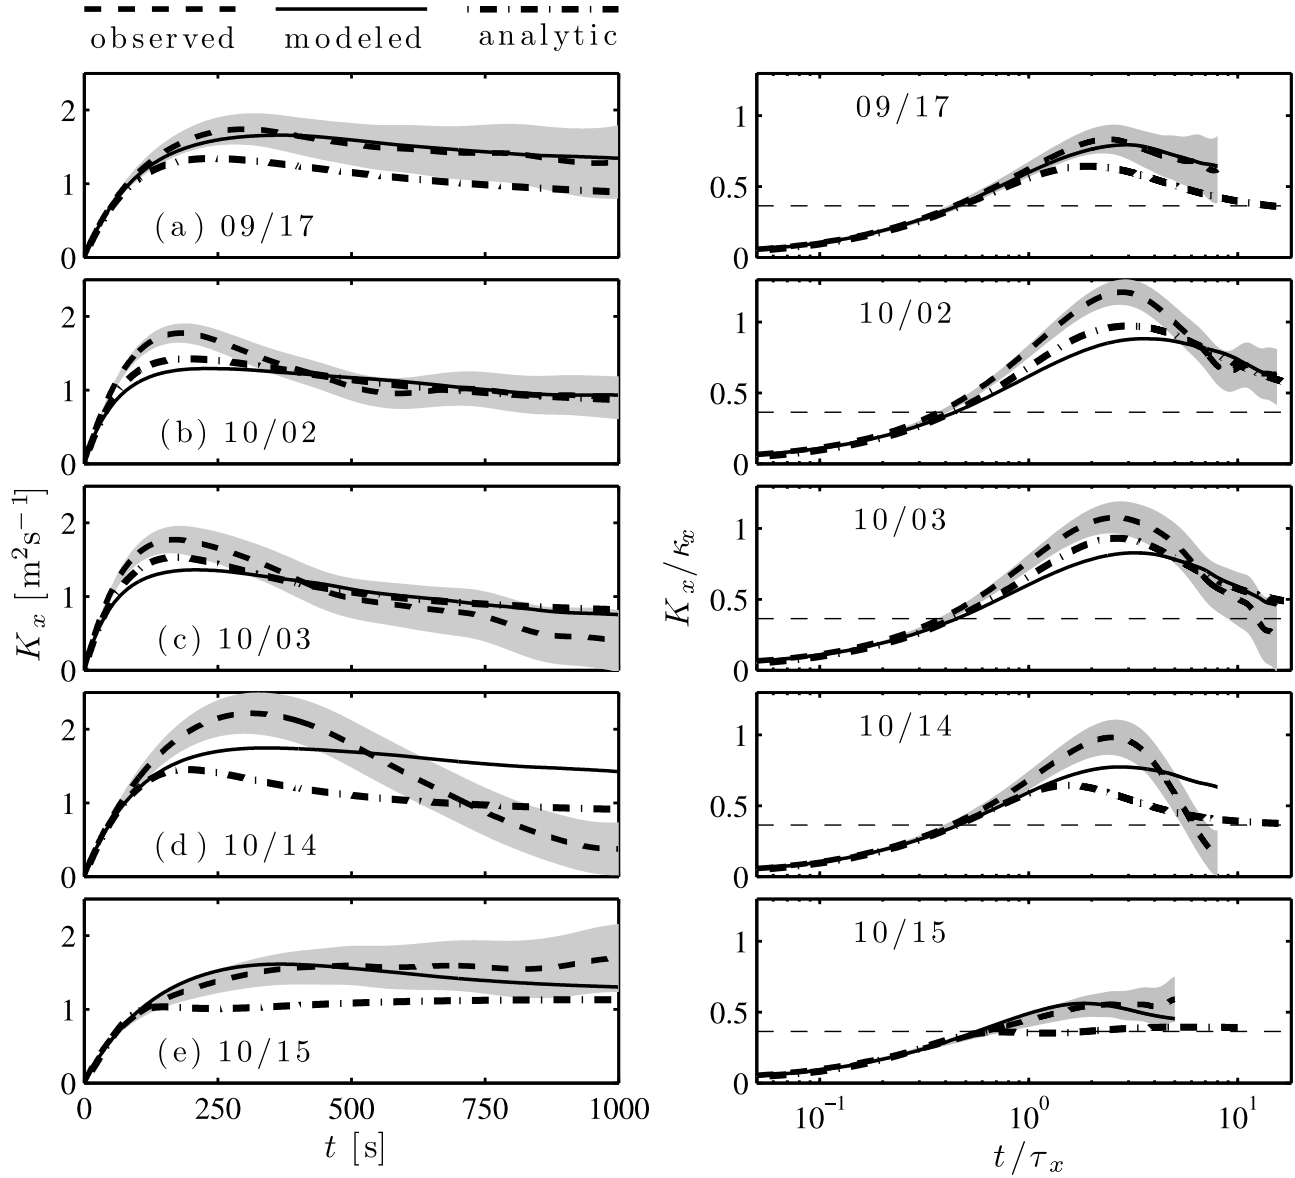 observed modeled analytic
2
1
0
(a) 09/17
2
1
0
(b) 10/02
2
1
0
(c) 10/03
2
1
0
(d) 10/14
2
1
0
(e) 10/15
0 250 500 750 1000
t [s]
K_x [m²s⁻¹]
1
0.5
0
09/17
1
0.5
0
10/02
1
0.5
0
10/03
1
0.5
0
10/14
1
0.5
0
10/15
10⁻¹ 10⁰ 10¹
t/τ_x
K_x/κ_x